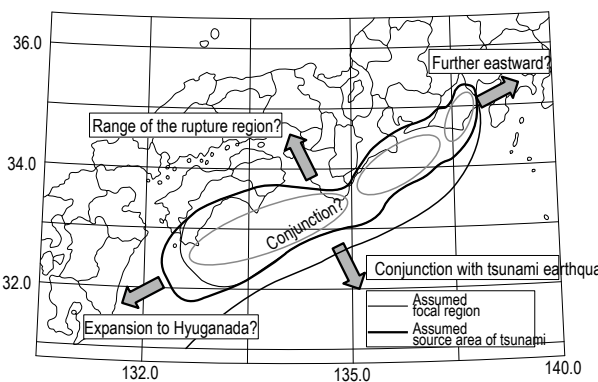 36.0
Further eastward?
Range of the rupture region?
34.0
Conjunction?
32.0
Conjunction with tsunami earthqua
Assumed
focal region
Assumed
source area of tsunami
Expansion to Hyuganada?
132.0
135.0
140.0